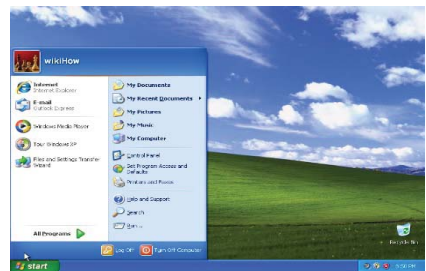 wikiHow
Internet
Internet Explorer
E-mail
Outlook Express
Windows Media Player
Tour Windows XP
Files and Settings Transfer
Wizard
All Programs
My Documents
My Recent Documents
My Pictures
My Music
My Computer
Control Panel
Set Program Access and
Defaults
Printers and Faxes
Help and Support
Search
Run...
Log Off
Turn Off Computer
Recycle Bin
start